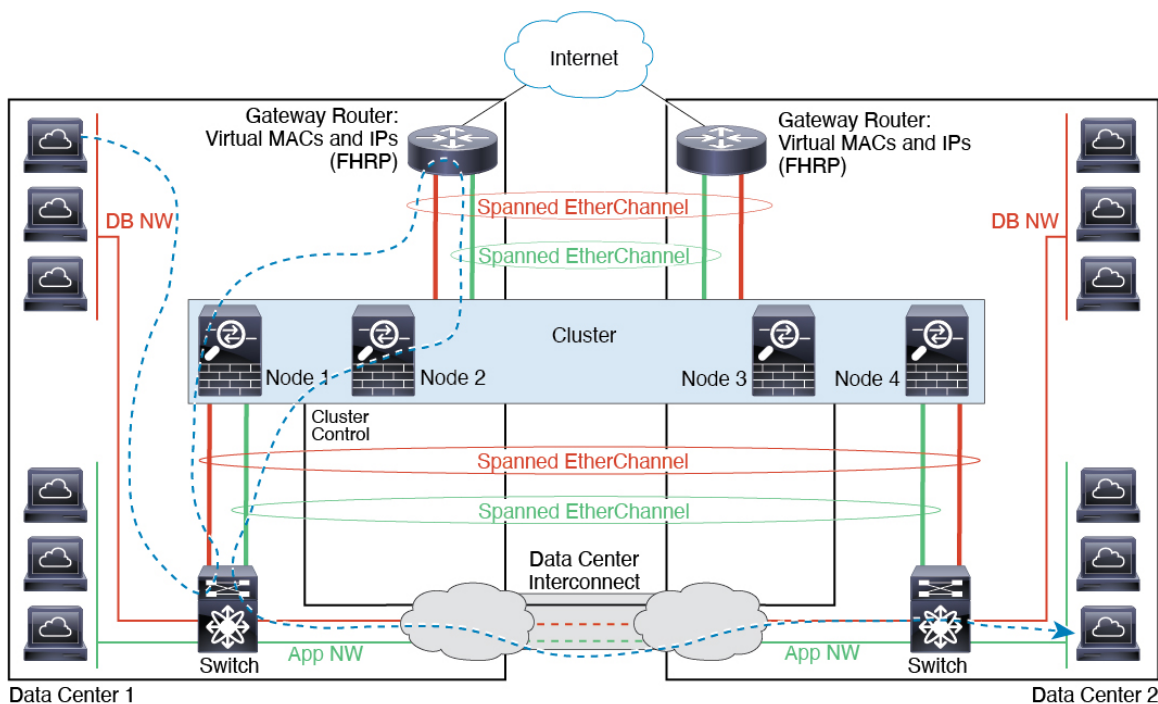 Internet
Gateway Router:
Virtual MACs and IPs
(FHRP)
Gateway Router:
Virtual MACs and IPs
(FHRP)
DB NW
Spanned EtherChannel
DB NW
Spanned EtherChannel
Cluster
Node 1
Node 2
Node 3
Node 4
Cluster
Control
Spanned EtherChannel
Spanned EtherChannel
Data Center
Interconnect
Switch
App NW
App NW
Switch
Data Center 1
Data Center 2